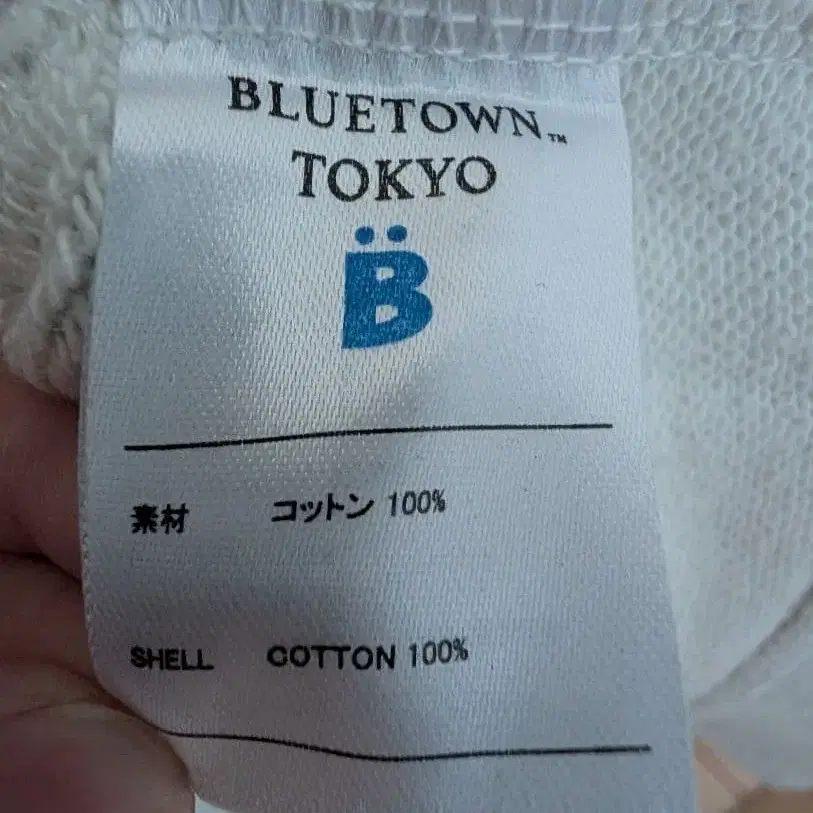 BLUETOWN™
TOKYO
B̈
素材 コットン 100%
SHELL COTTON 100%